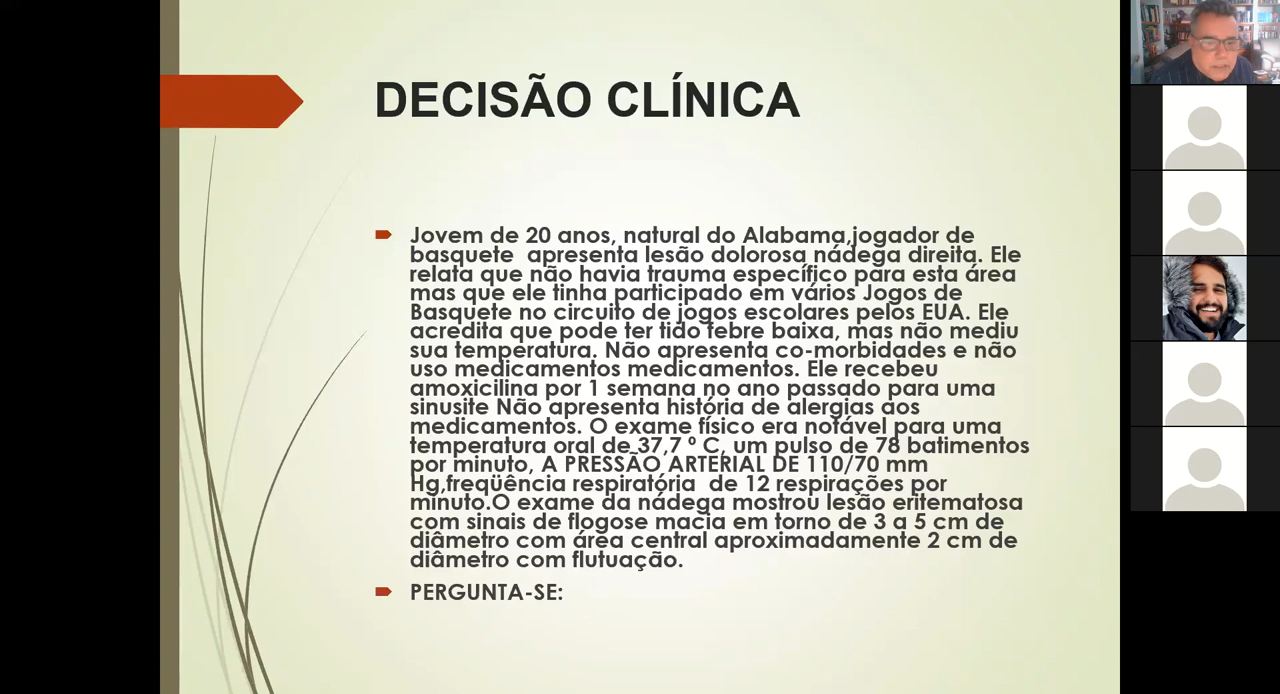 DECISÃO CLÍNICA
Jovem de 20 anos, natural do Alabama,jogador de
basquete apresenta lesão dolorosa nádega direita. Ele
relata que não havia trauma específico para esta área
mas que ele tinha participado em vários Jogos de
Basquete no circuito de jogos escolares pelos EUA. Ele
acredita que pode ter tido febre baixa, mas não mediu
sua temperatura. Não apresenta co-morbidades e não
uso medicamentos medicamentos. Ele recebeu
amoxicilina por 1 semana no ano passado para uma
sinusite Não apresenta história de alergias aos
medicamentos. O exame físico era notável para uma
temperatura oral de 37,7 º C, um pulso de 78 batimentos
por minuto, A PRESSÃO ARTERIAL DE 110/70 mm
Hg,freqüência respiratória de 12 respirações por
minuto.O exame da nádega mostrou lesão eritematosa
com sinais de flogose macia em torno de 3 a 5 cm de
diâmetro com área central aproximadamente 2 cm de
diâmetro com flutuação.
PERGUNTA-SE: